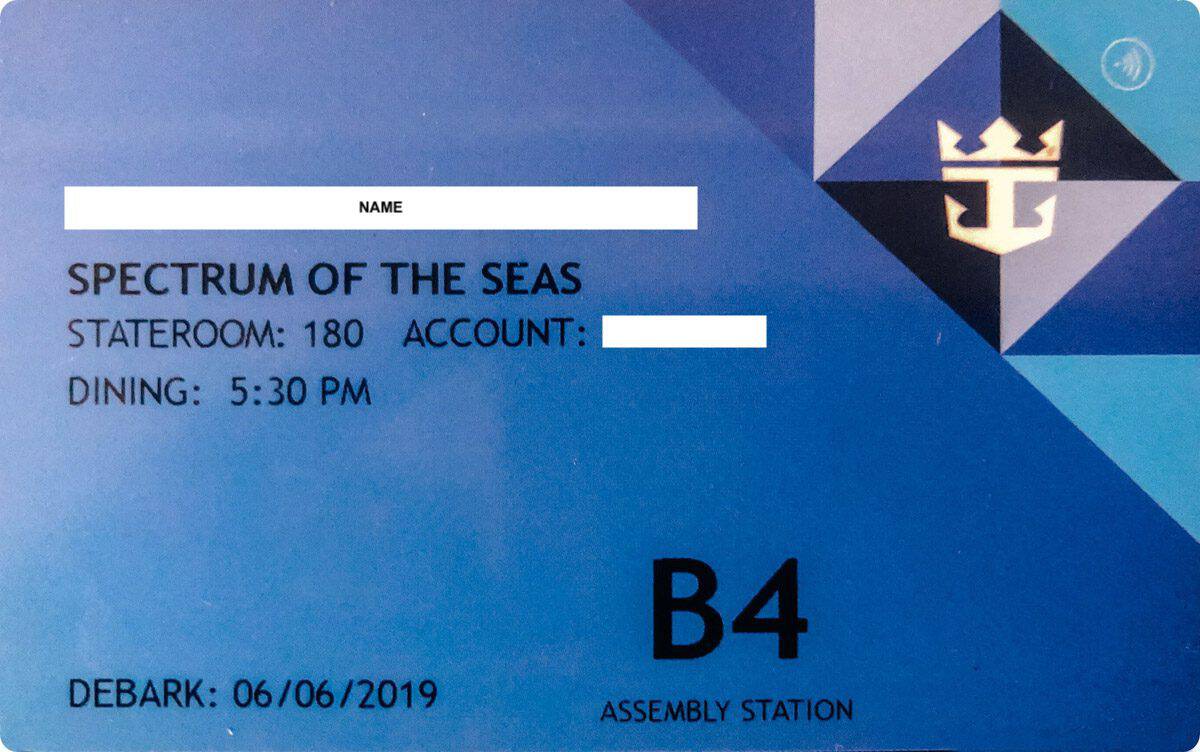 NAME
SPECTRUM OF THE SEAS
STATEROOM: 180 ACCOUNT:
DINING: 5:30 PM
B4
DEBARK: 06/06/2019
ASSEMBLY STATION